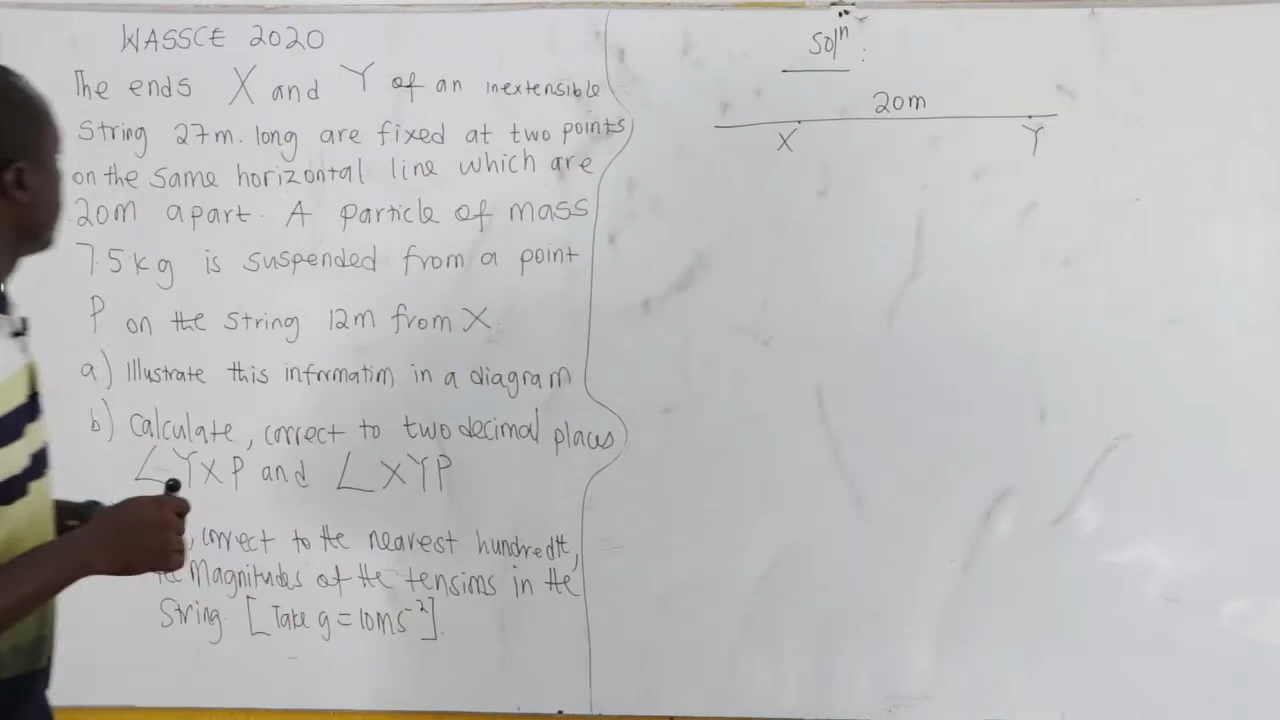 WASSCE 2020
The ends X and Y of an inextensible
String 27m. long are fixed at two points
on the same horizontal line which are
20m apart. A particle of mass
7.5kg is suspended from a point
P on the string 12m from X.
a) Illustrate this information in a diagram
b) Calculate, correct to two decimal places
∠YXP and ∠XYP
, correct to the nearest hundredth,
Magnitudes of the tensions in the
String. [Take g = 10ms⁻²].
Solⁿ:
20m
X Y